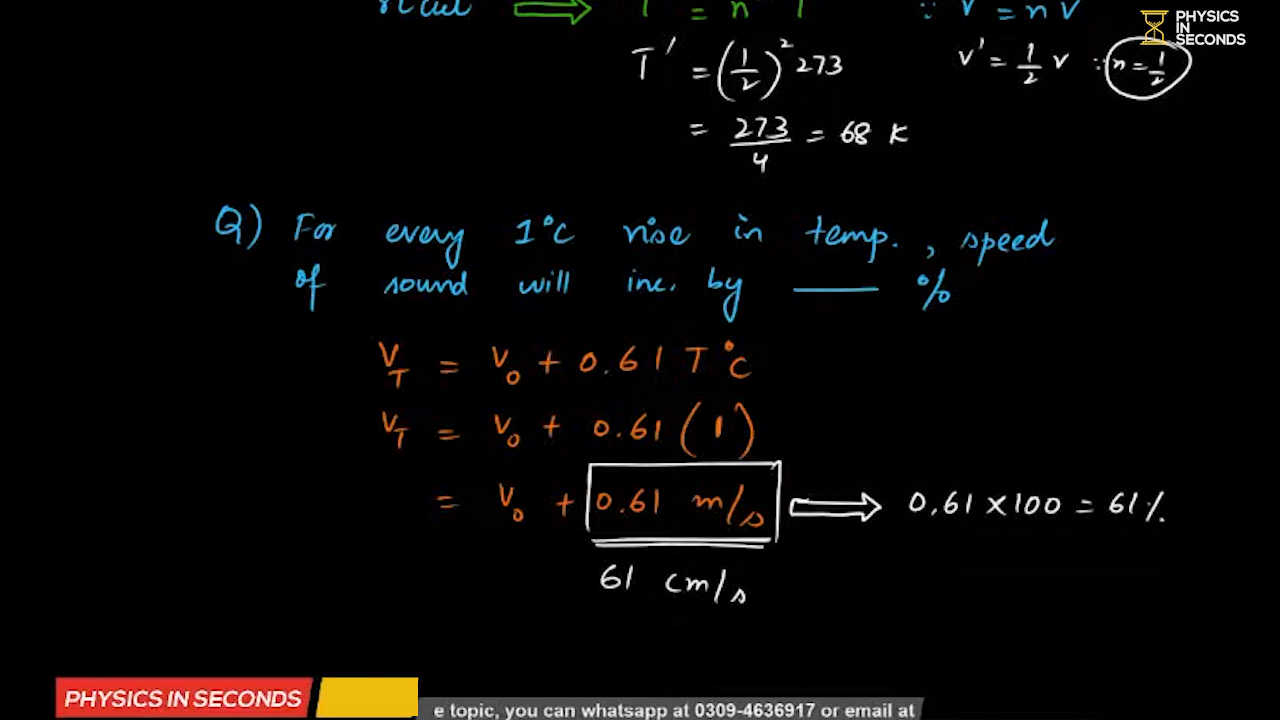 T = n T ∵ V = n V
PHYSICS
IN
SECONDS
T′ = (1/2)² 273 V′ = 1/2 V ∵ n = 1/2
= 273/4 = 68 K
Q) For every 1°C rise in temp., speed
of sound will inc. by ____ %
V_T = V_0 + 0.61 T°C
V_T = V_0 + 0.61 (1)
= V_0 + 0.61 m/s ⟹ 0.61 × 100 = 61 %.
61 cm/s
PHYSICS IN SECONDS
e topic, you can whatsapp at 0309-4636917 or email at